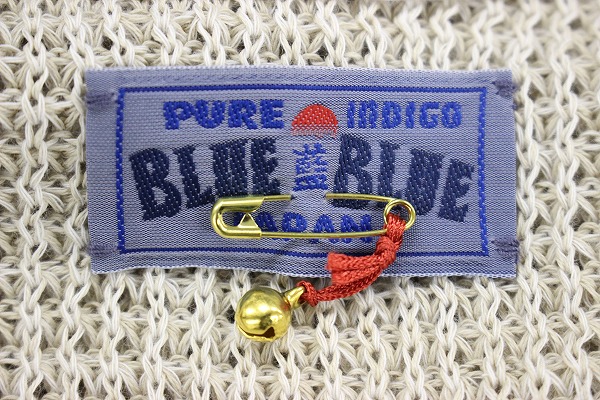 PURE INDIGO
BLUE 藍 BLUE
JAPAN